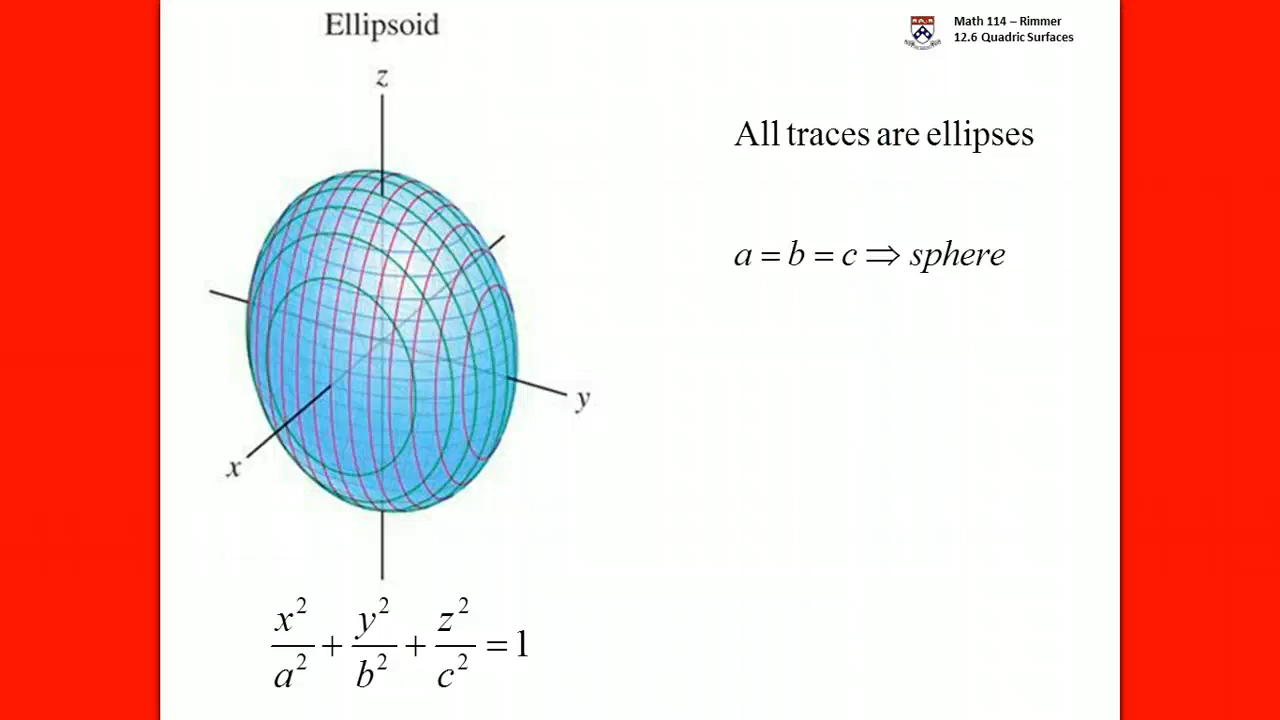 Ellipsoid
Math 114 – Rimmer
12.6 Quadric Surfaces
z
All traces are ellipses
a = b = c ⇒ sphere
y
x
x²/a² + y²/b² + z²/c² = 1